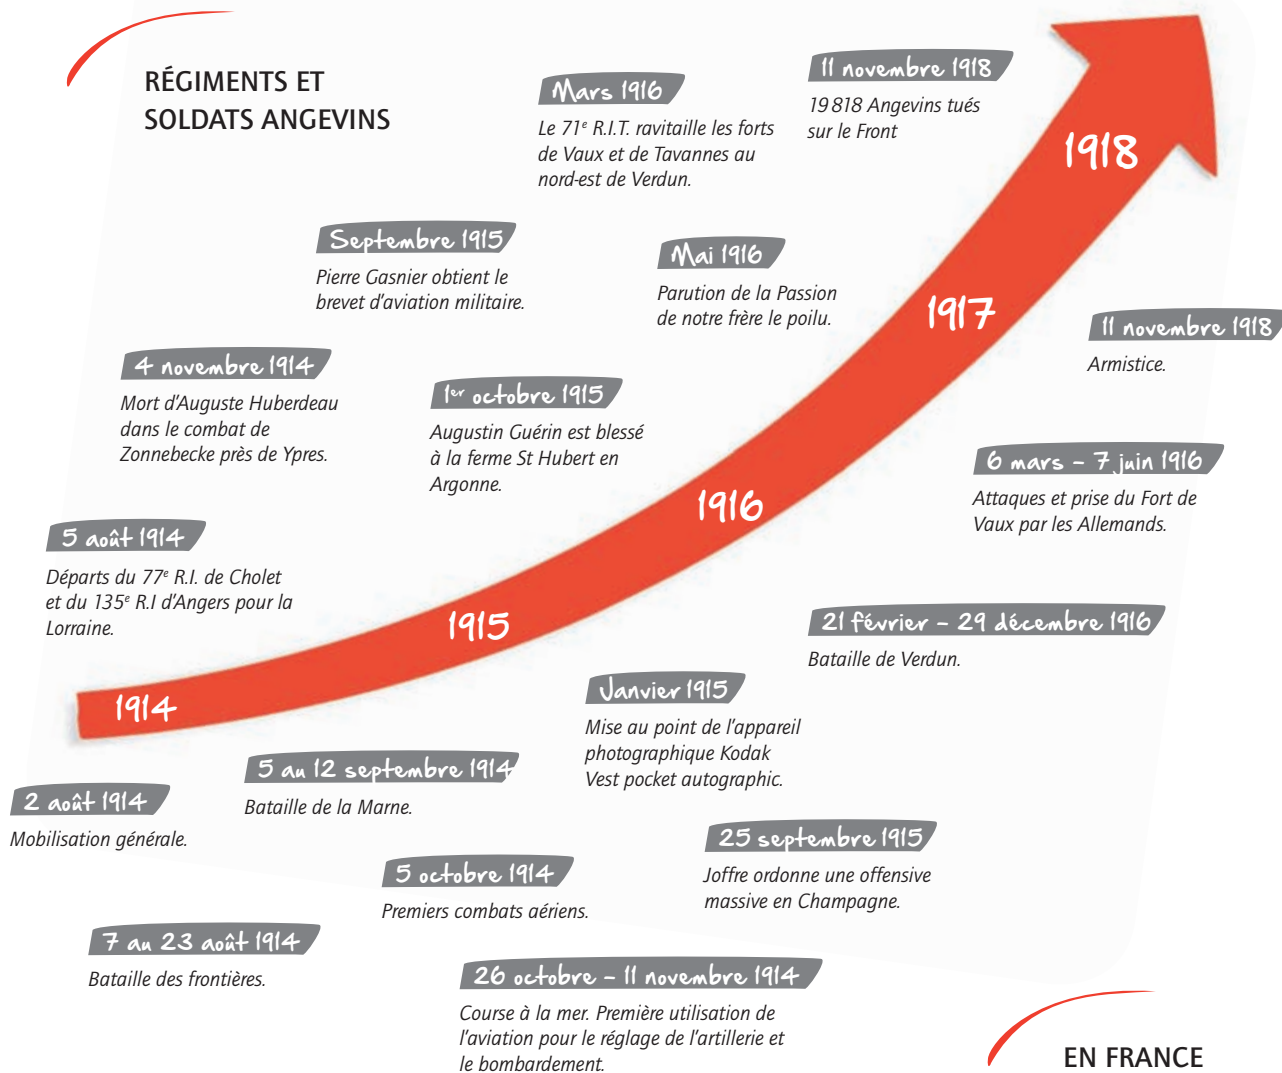 RÉGIMENTS ET
SOLDATS ANGEVINS
Mars 1916
Le 71e R.I.T. ravitaille les forts
de Vaux et de Tavannes au
nord-est de Verdun.
11 novembre 1918
19 818 Angevins tués
sur le Front
1918
Septembre 1915
Pierre Gasnier obtient le
brevet d'aviation militaire.
Mai 1916
Parution de la Passion
de notre frère le poilu.
1917
11 novembre 1918
Armistice.
4 novembre 1914
Mort d'Auguste Huberdeau
dans le combat de
Zonnebecke près de Ypres.
1er octobre 1915
Augustin Guérin est blessé
à la ferme St Hubert en
Argonne.
6 mars – 7 juin 1916
Attaques et prise du Fort de
Vaux par les Allemands.
1916
5 août 1914
Départs du 77e R.I. de Cholet
et du 135e R.I d'Angers pour la
Lorraine.
1915
21 février – 29 décembre 1916
Bataille de Verdun.
1914
Janvier 1915
Mise au point de l'appareil
photographique Kodak
Vest pocket autographic.
5 au 12 septembre 1914
Bataille de la Marne.
2 août 1914
Mobilisation générale.
25 septembre 1915
Joffre ordonne une offensive
massive en Champagne.
5 octobre 1914
Premiers combats aériens.
7 au 23 août 1914
Bataille des frontières.
26 octobre – 11 novembre 1914
Course à la mer. Première utilisation de
l'aviation pour le réglage de l'artillerie et
le bombardement.
EN FRANCE